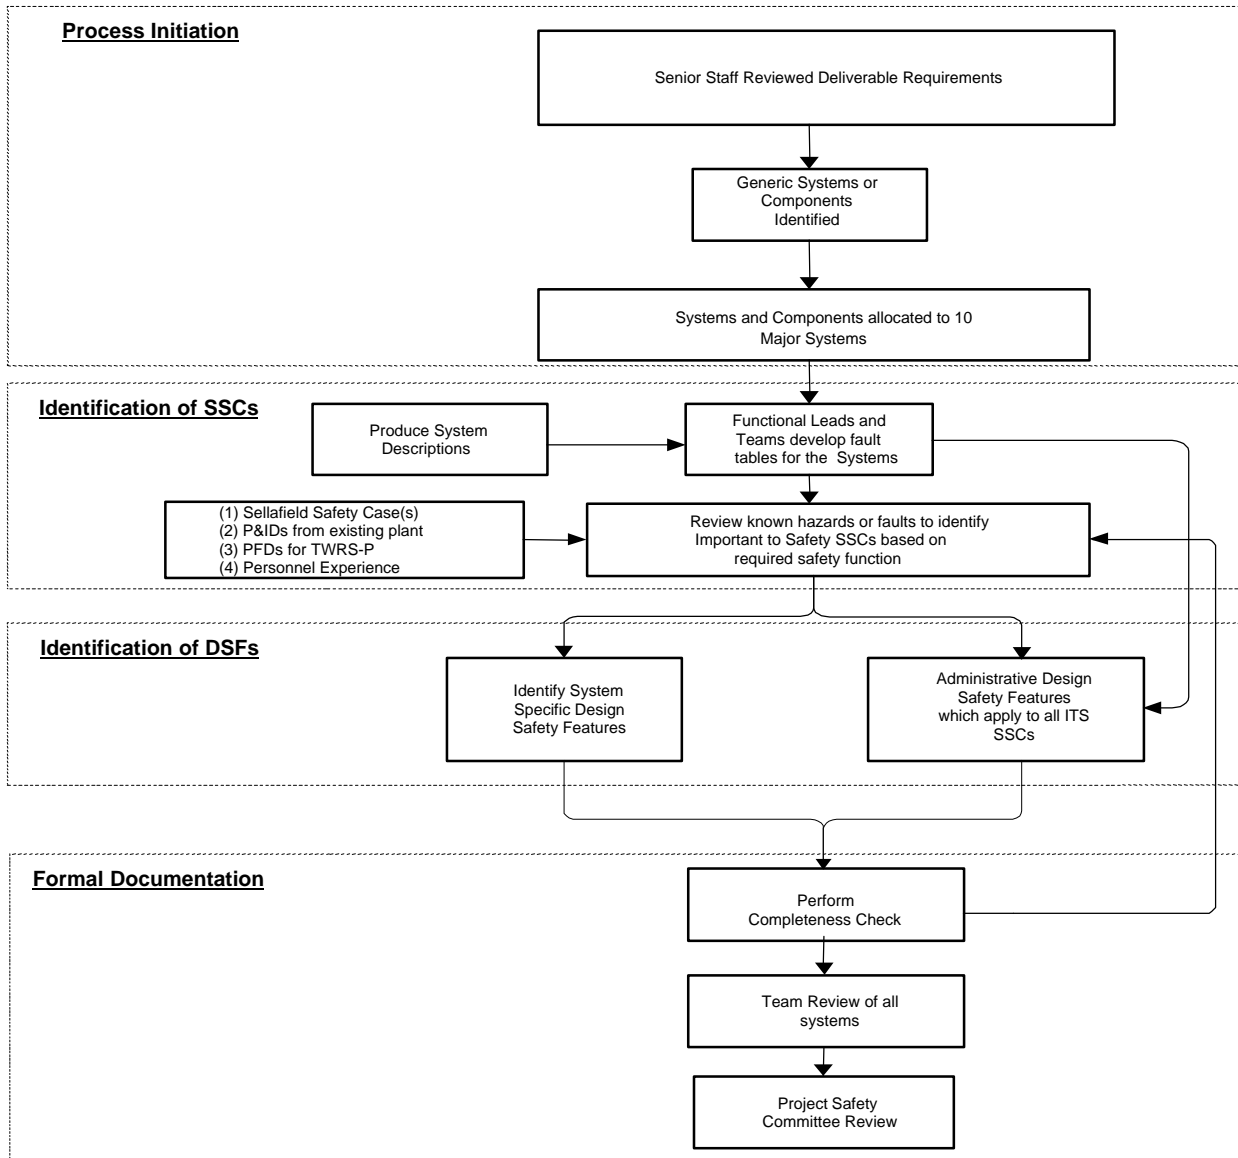 Process Initiation
Senior Staff Reviewed Deliverable Requirements
Generic Systems or
Components
Identified
Systems and Components allocated to 10
Major Systems
Identification of SSCs
Produce System
Descriptions
Functional Leads and
Teams develop fault
tables for the Systems
(1) Sellafield Safety Case(s)
(2) P&IDs from existing plant
(3) PFDs for TWRS-P
(4) Personnel Experience
Review known hazards or faults to identify
Important to Safety SSCs based on
required safety function
Identification of DSFs
Identify System
Specific Design
Safety Features
Administrative Design
Safety Features
which apply to all ITS
SSCs
Formal Documentation
Perform
Completeness Check
Team Review of all
systems
Project Safety
Committee Review